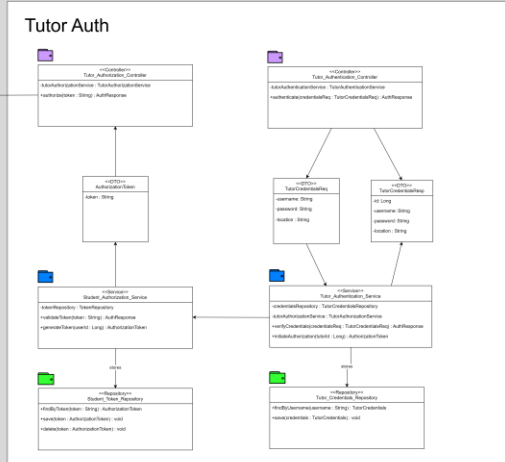 Tutor Auth
<<Controller>>
Tutor_Authorization_Controller
-tutorAuthorizationService : TutorAuthorizationService
+authorize(token : String) : AuthResponse
<<Controller>>
Tutor_Authentication_Controller
-tutorAuthenticationService : TutorAuthenticationService
+authenticate(credentialsReq : TutorCredentialsReq) : AuthResponse
<<DTO>>
AuthorizationToken
-token : String
<<DTO>>
TutorCredentialsReq
-username: String
-password: String
-location : String
<<DTO>>
TutorCredentialsResp
-id: Long
-username: String
-password: String
-location : String
<<Service>>
Student_Authorization_Service
-tokenRepository : TokenRepository
+validateToken(token : String) : AuthResponse
+generateToken(userId : Long) : AuthorizationToken
<<Service>>
Tutor_Authentication_Service
-credentialsRepository : TutorCredentialsRepository
-tutorAuthorizationService : TutorAuthorizationService
+verifyCredentials(credentialsReq : TutorCredentialsReq) : AuthResponse
+initiateAuthorization(tutorId : Long) : AuthorizationToken
stores
stores
<<Repository>>
Student_Token_Repository
+findByToken(token : String) : AuthorizationToken
+save(token : AuthorizationToken) : void
+delete(token : AuthorizationToken) : void
<<Repository>>
Tutor_Credentials_Repository
+findByUsername(username : String) : TutorCredentials
+save(credentials : TutorCredentials) : void